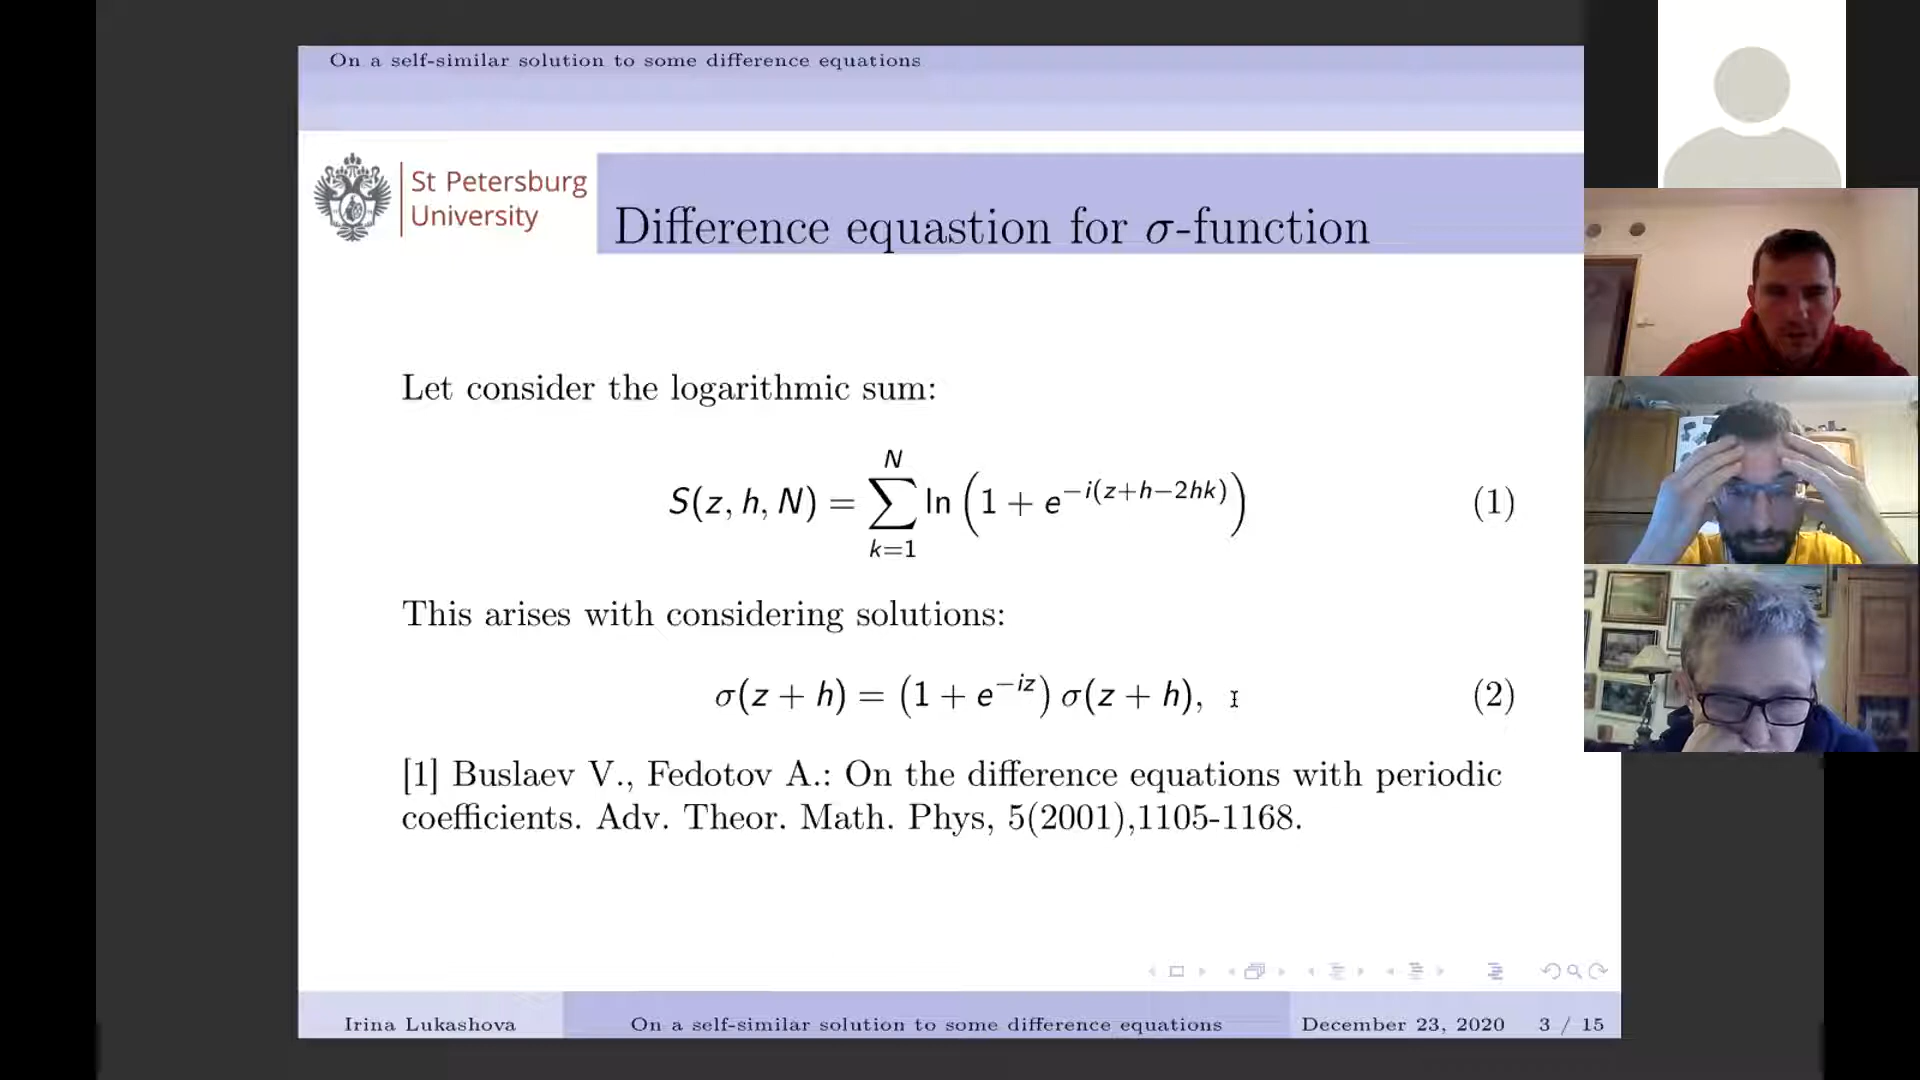 On a self-similar solution to some difference equations
St Petersburg
University
Difference equastion for σ-function
Let consider the logarithmic sum:
S(z, h, N) = ∑_{k=1}^{N} ln (1 + e^{−i(z+h−2hk)}) (1)
This arises with considering solutions:
σ(z + h) = (1 + e^{−iz}) σ(z + h), (2)
[1] Buslaev V., Fedotov A.: On the difference equations with periodic
coefficients. Adv. Theor. Math. Phys, 5(2001),1105-1168.
Irina Lukashova On a self-similar solution to some difference equations December 23, 2020 3 / 15